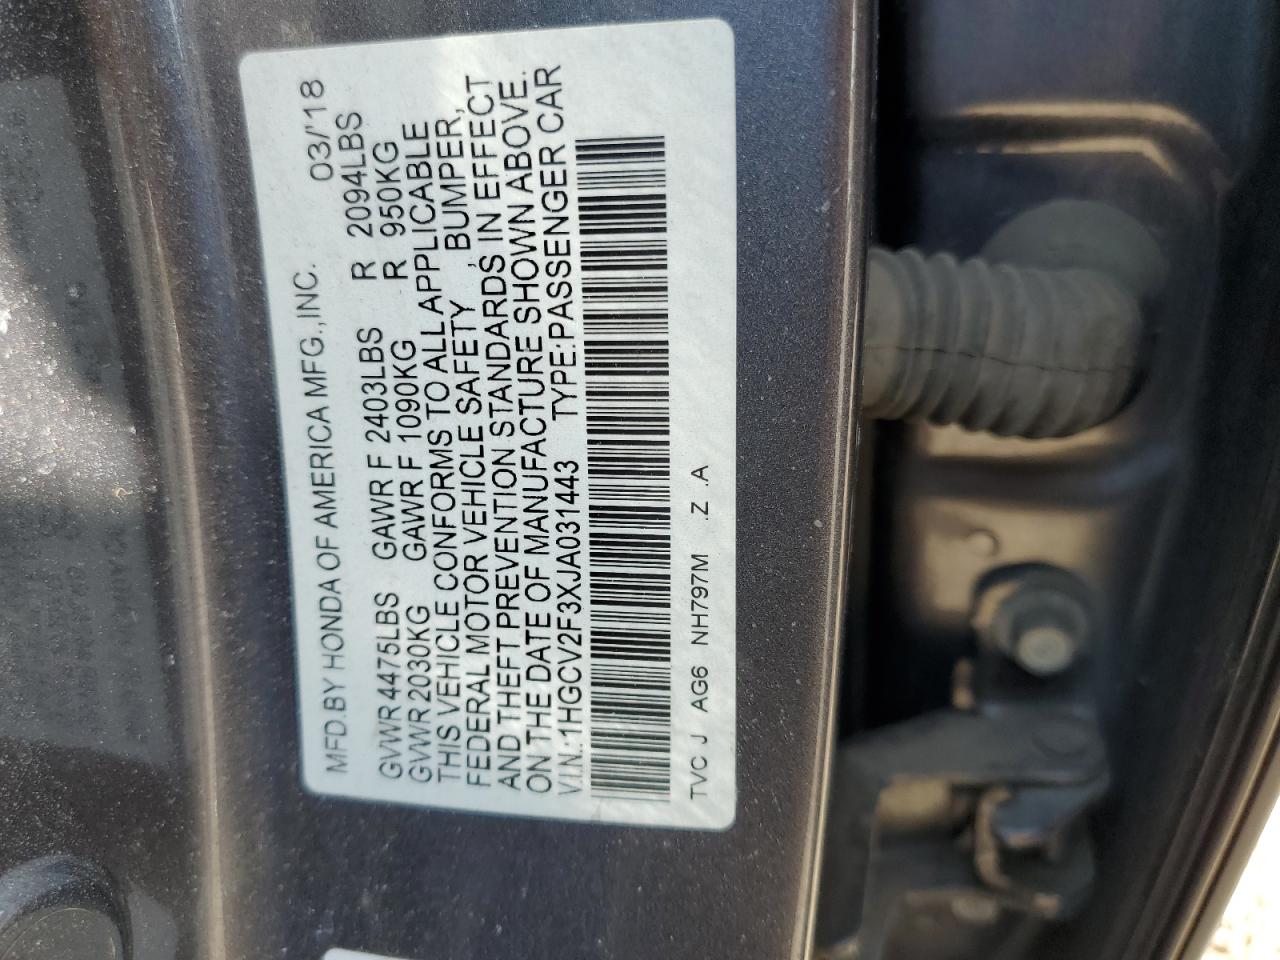 MFD.BY HONDA OF AMERICA MFG.,INC. 03/'18
GVWR 4475LBS GAWR F 2403LBS R 2094LBS
GVWR 2030KG GAWR F 1090KG R 950KG
THIS VEHICLE CONFORMS TO ALL APPLICABLE
FEDERAL MOTOR VEHICLE SAFETY, BUMPER,
AND THEFT PREVENTION STANDARDS IN EFFECT
ON THE DATE OF MANUFACTURE SHOWN ABOVE.
V.I.N.:1HGCV2F3XJA031443 TYPE:PASSENGER CAR
TVC J AG6 NH797M .Z .A